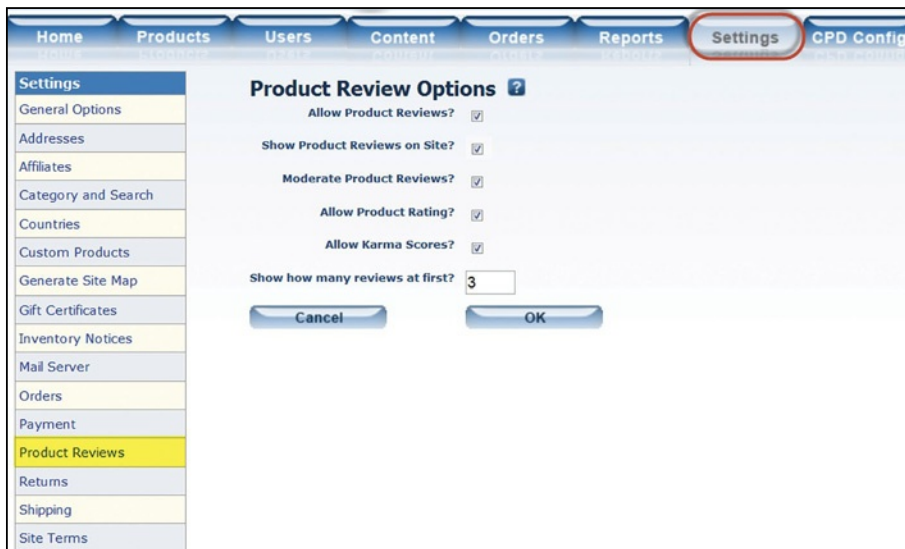 Home Products Users Content Orders Reports Settings CPD Config
Settings
General Options
Addresses
Affiliates
Category and Search
Countries
Custom Products
Generate Site Map
Gift Certificates
Inventory Notices
Mail Server
Orders
Payment
Product Reviews
Returns
Shipping
Site Terms
Product Review Options ?
Allow Product Reviews?
Show Product Reviews on Site?
Moderate Product Reviews?
Allow Product Rating?
Allow Karma Scores?
Show how many reviews at first? 3
Cancel OK